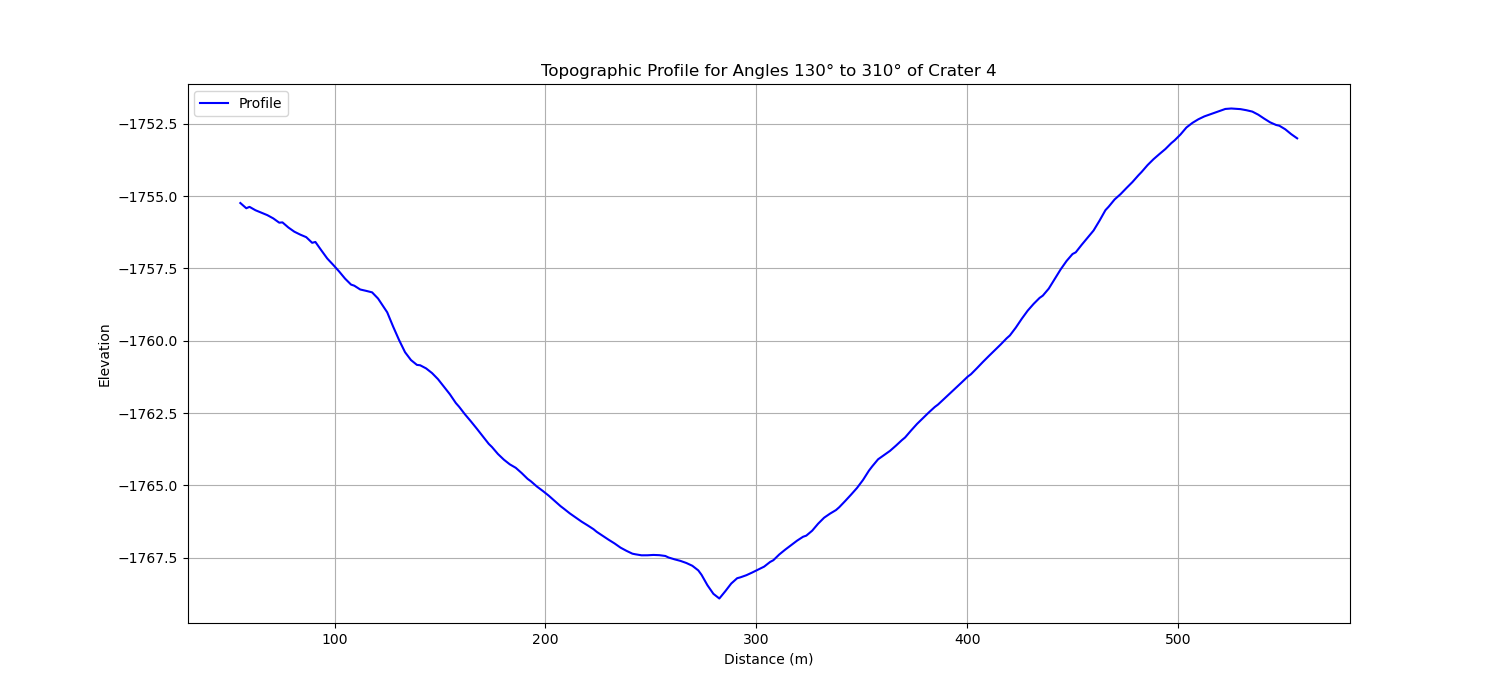 Topographic Profile for Angles 130° to 310° of Crater 4
Profile
Elevation
−1752.5
−1755.0
−1757.5
−1760.0
−1762.5
−1765.0
−1767.5
100 200 300 400 500
Distance (m)